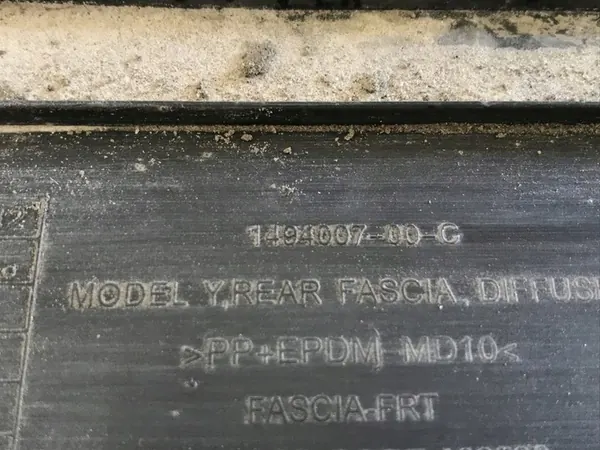 1494007-00-C
MODEL Y,REAR FASCIA, DIFFUS
>PP+EPDM MD10<
FASCIA-FRT